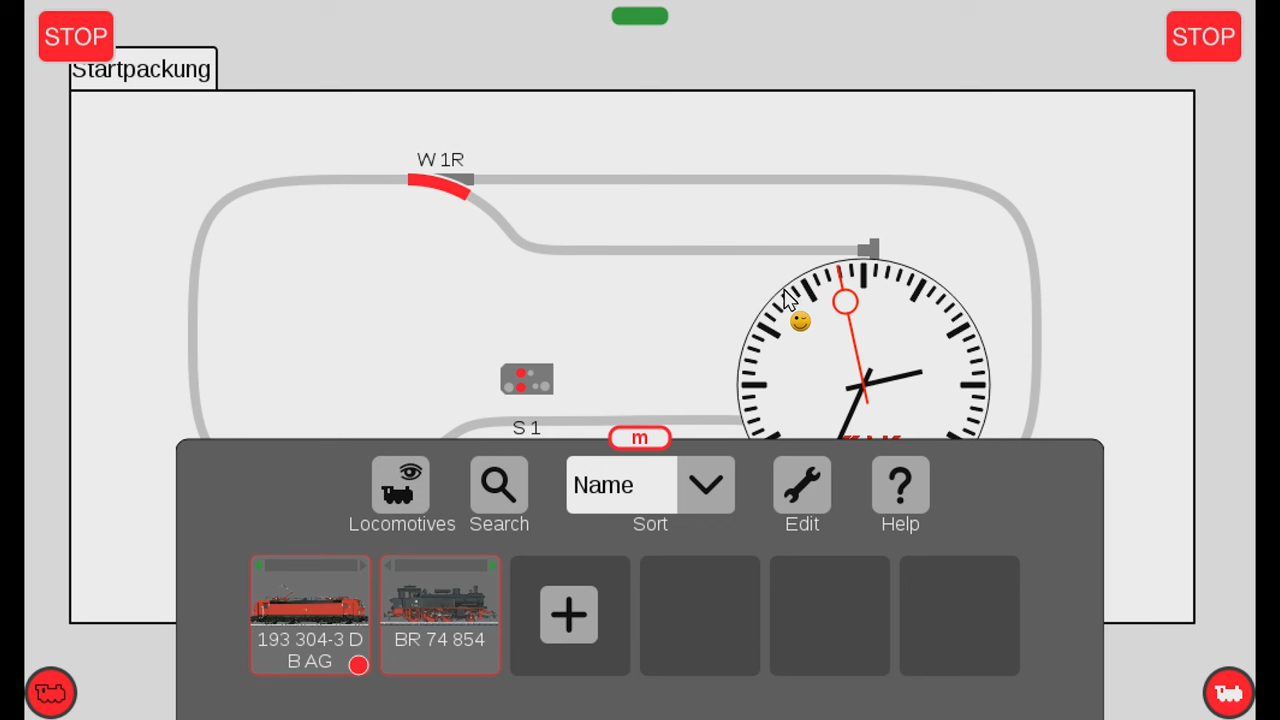 STOP
STOP
Startpackung
W 1R
S 1
m
Name
Locomotives
Search
Sort
Edit
Help
193 304-3 D
B AG
BR 74 854